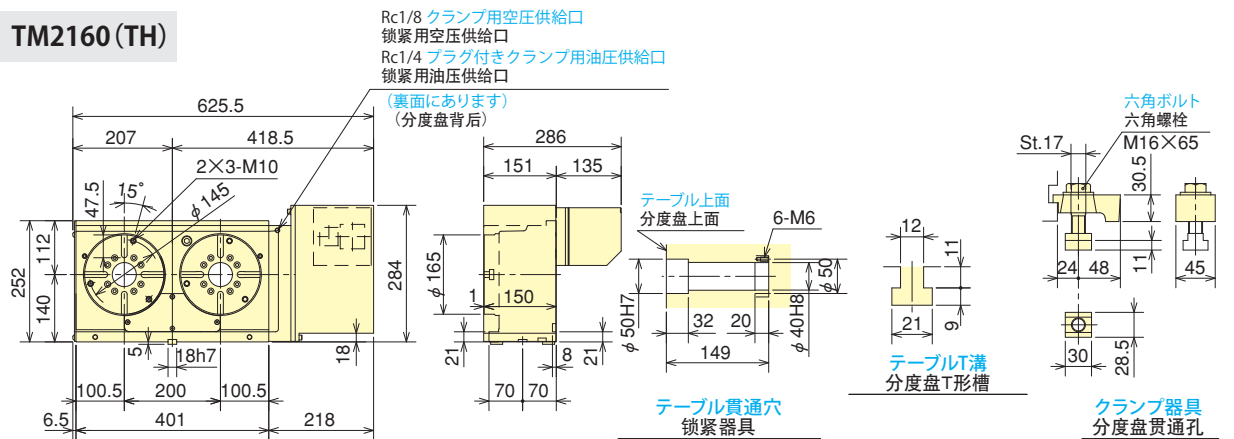 TM2160(TH)
Rc1/8 クランプ用空圧供給口
锁紧用空压供给口
Rc1/4 プラグ付きクランプ用油圧供給口
锁紧用油压供给口
(裏面にあります)
(分度盘背后)
625.5
207
418.5
2×3-M10
15°
φ145
47.5
252
112
140
284
5
18h7
18
100.5
200
100.5
6.5
401
218
286
151
135
φ165
1
150
21
21
8
70
70
テーブル上面
分度盘上面
6-M6
φ50H7
φ50
φ40H8
32
20
149
テーブル貫通穴
锁紧器具
12
11
21
9
テーブルT溝
分度盘T形槽
六角ボルト
六角螺栓
St.17
M16×65
30.5
24
48
11
45
30
28.5
クランプ器具
分度盘贯通孔